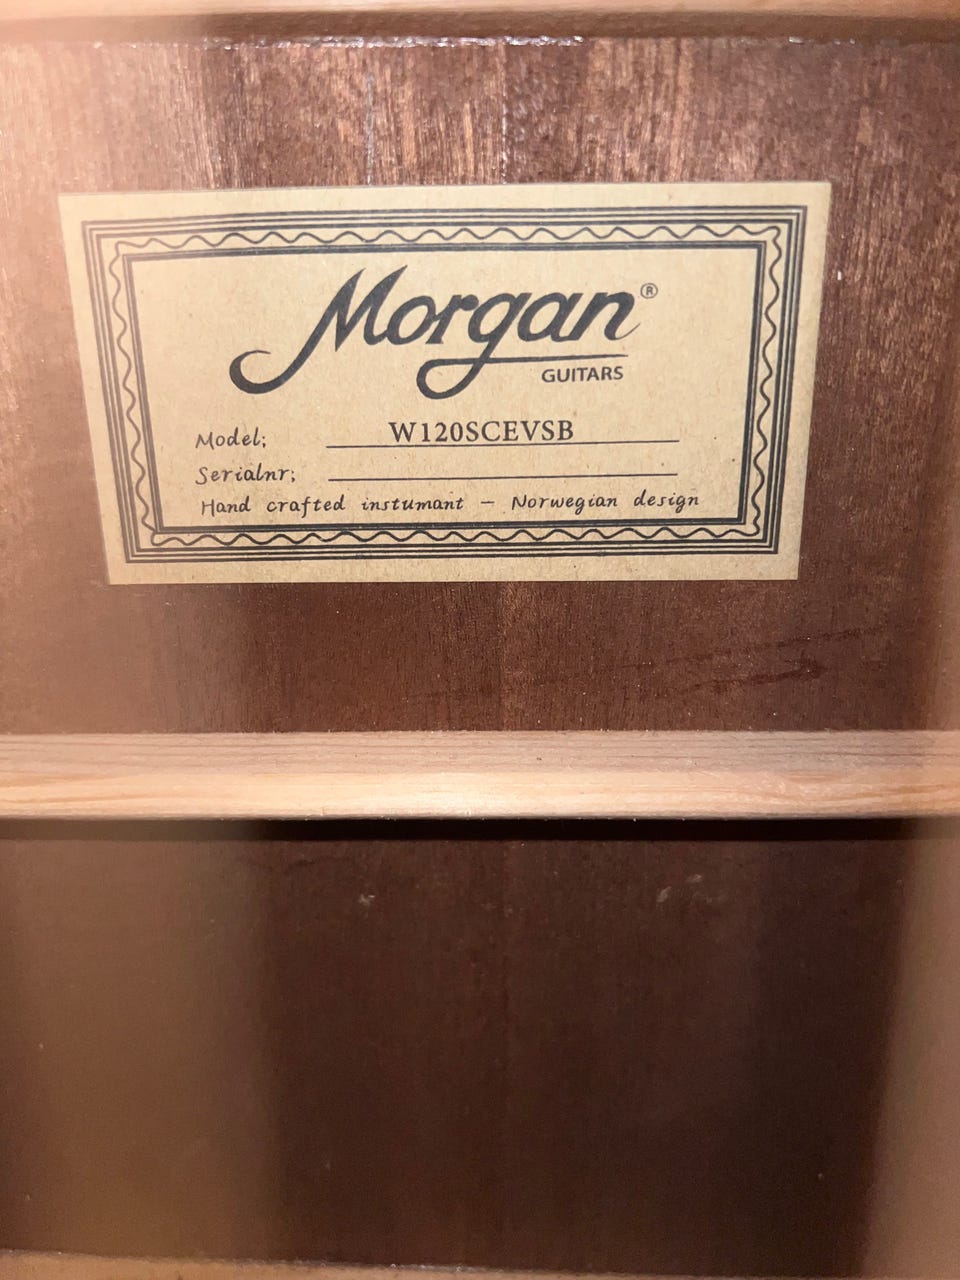 Morgan®
GUITARS
Model; W120SCEVSB
Serialnr;
Hand crafted instumant – Norwegian design